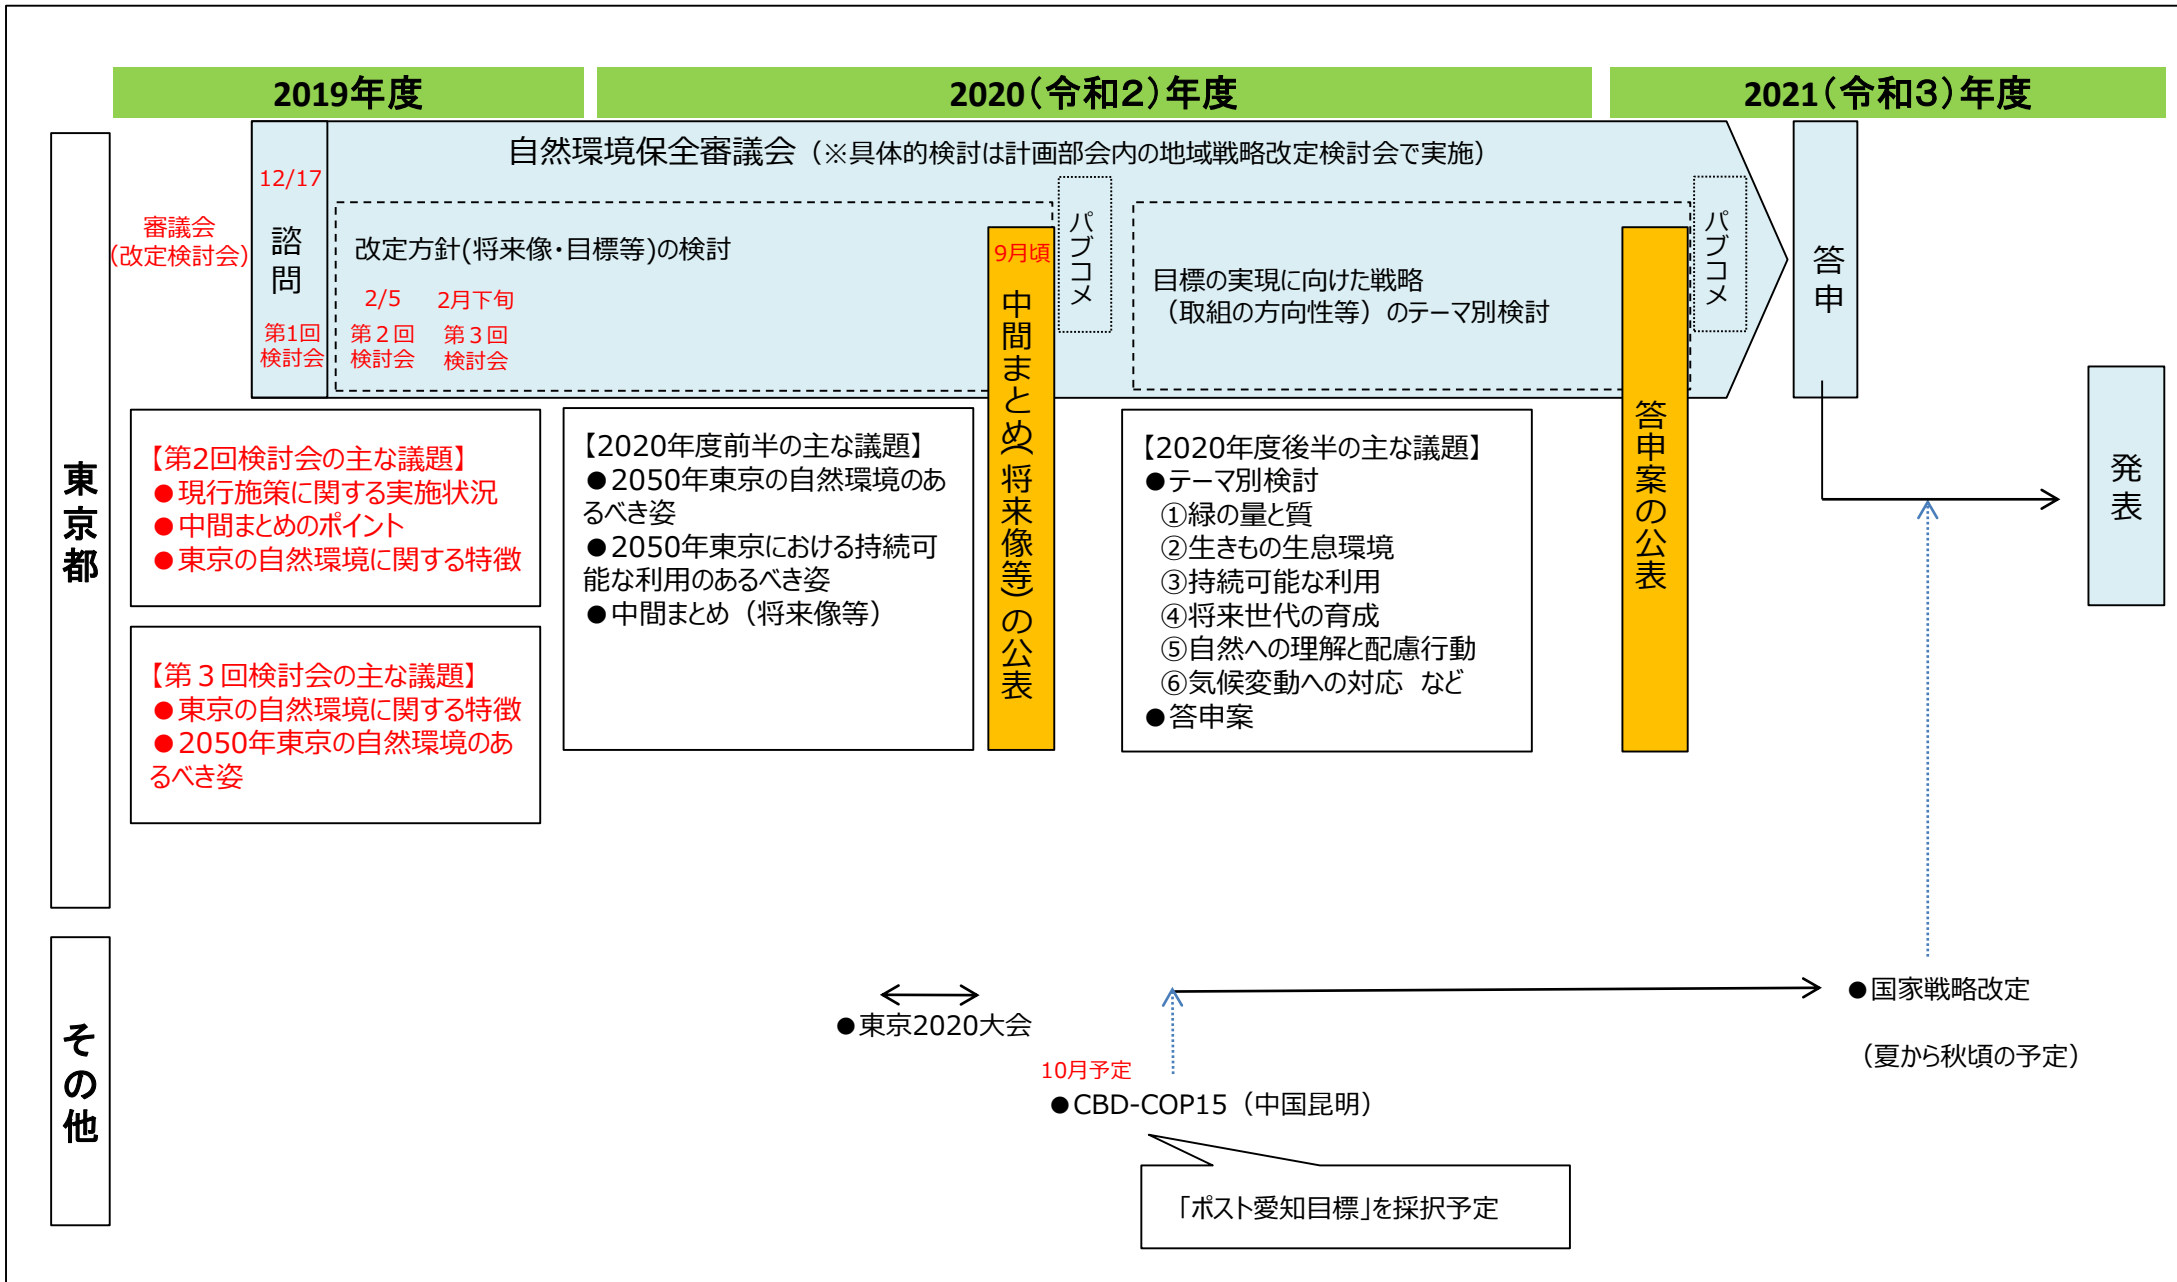 2019年度
2020（令和２）年度
2021（令和３）年度
東京都
自然環境保全審議会（※具体的検討は計画部会内の地域戦略改定検討会で実施）
審議会
（改定検討会）
12/17
諮問
第1回
検討会
改定方針(将来像・目標等)の検討
2/5
第２回
検討会
2月下旬
第３回
検討会
9月頃
中間まとめ（将来像等）の公表
パブコメ
目標の実現に向けた戦略
（取組の方向性等）のテーマ別検討
答申案の公表
パブコメ
答申
発表
【第2回検討会の主な議題】
●現行施策に関する実施状況
●中間まとめのポイント
●東京の自然環境に関する特徴
【第３回検討会の主な議題】
●東京の自然環境に関する特徴
●2050年東京の自然環境のあ
るべき姿
【2020年度前半の主な議題】
●2050年東京の自然環境のあ
るべき姿
●2050年東京における持続可
能な利用のあるべき姿
●中間まとめ（将来像等）
【2020年度後半の主な議題】
●テーマ別検討
①緑の量と質
②生きもの生息環境
③持続可能な利用
④将来世代の育成
⑤自然への理解と配慮行動
⑥気候変動への対応 など
●答申案
その他
●東京2020大会
10月予定
●CBD-COP15（中国昆明）
「ポスト愛知目標」を採択予定
●国家戦略改定
（夏から秋頃の予定）